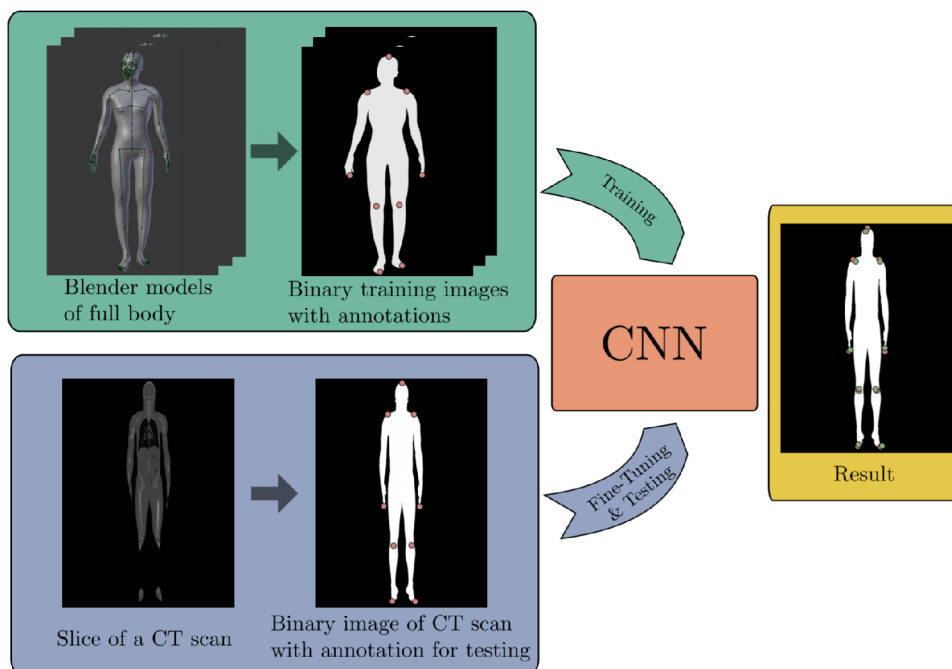 Blender models
of full body
Binary training images
with annotations
Training
CNN
Result
Fine-Tuning
& Testing
Slice of a CT scan
Binary image of CT scan
with annotation for testing